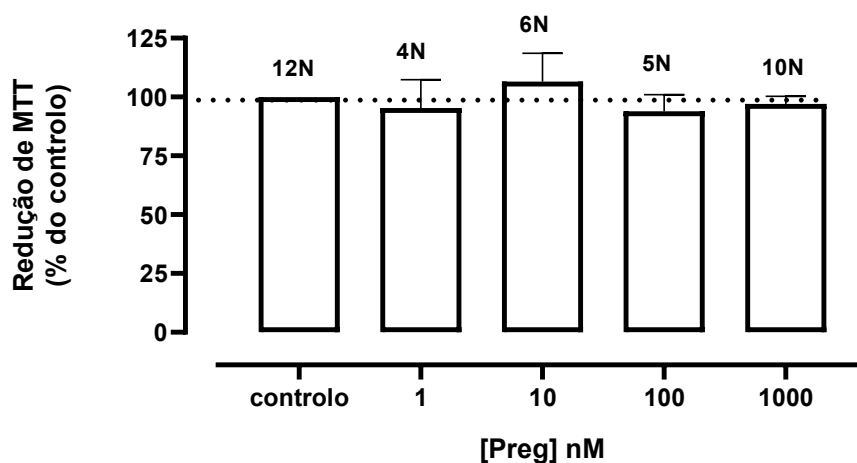 Redução de MTT
(% do controlo)
125
100
75
50
25
0
12N
4N
6N
5N
10N
controlo
1
10
100
1000
[Preg] nM